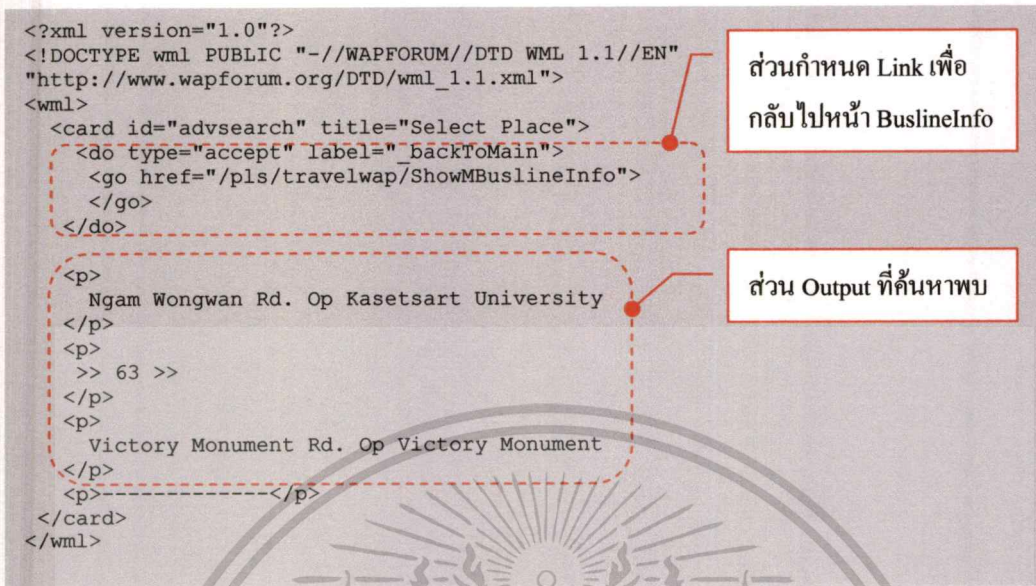 <?xml version="1.0"?>
<!DOCTYPE wml PUBLIC "-//WAPFORUM//DTD WML 1.1//EN"
"http://www.wapforum.org/DTD/wml_1.1.xml">
<wml>
<card id="advsearch" title="Select Place">
<do type="accept" label="_backToMain">
<go href="/pls/travelwap/ShowMBuslineInfo">
</go>
</do>
ส่วนกำหนด Link เพื่อ
กลับไปหน้า BuslineInfo
<p>
Ngam Wongwan Rd. Op Kasetsart University
</p>
<p>
>> 63 >>
</p>
<p>
Victory Monument Rd. Op Victory Monument
</p>
<p>-------------</p>
</card>
</wml>
ส่วน Output ที่ค้นหาพบ